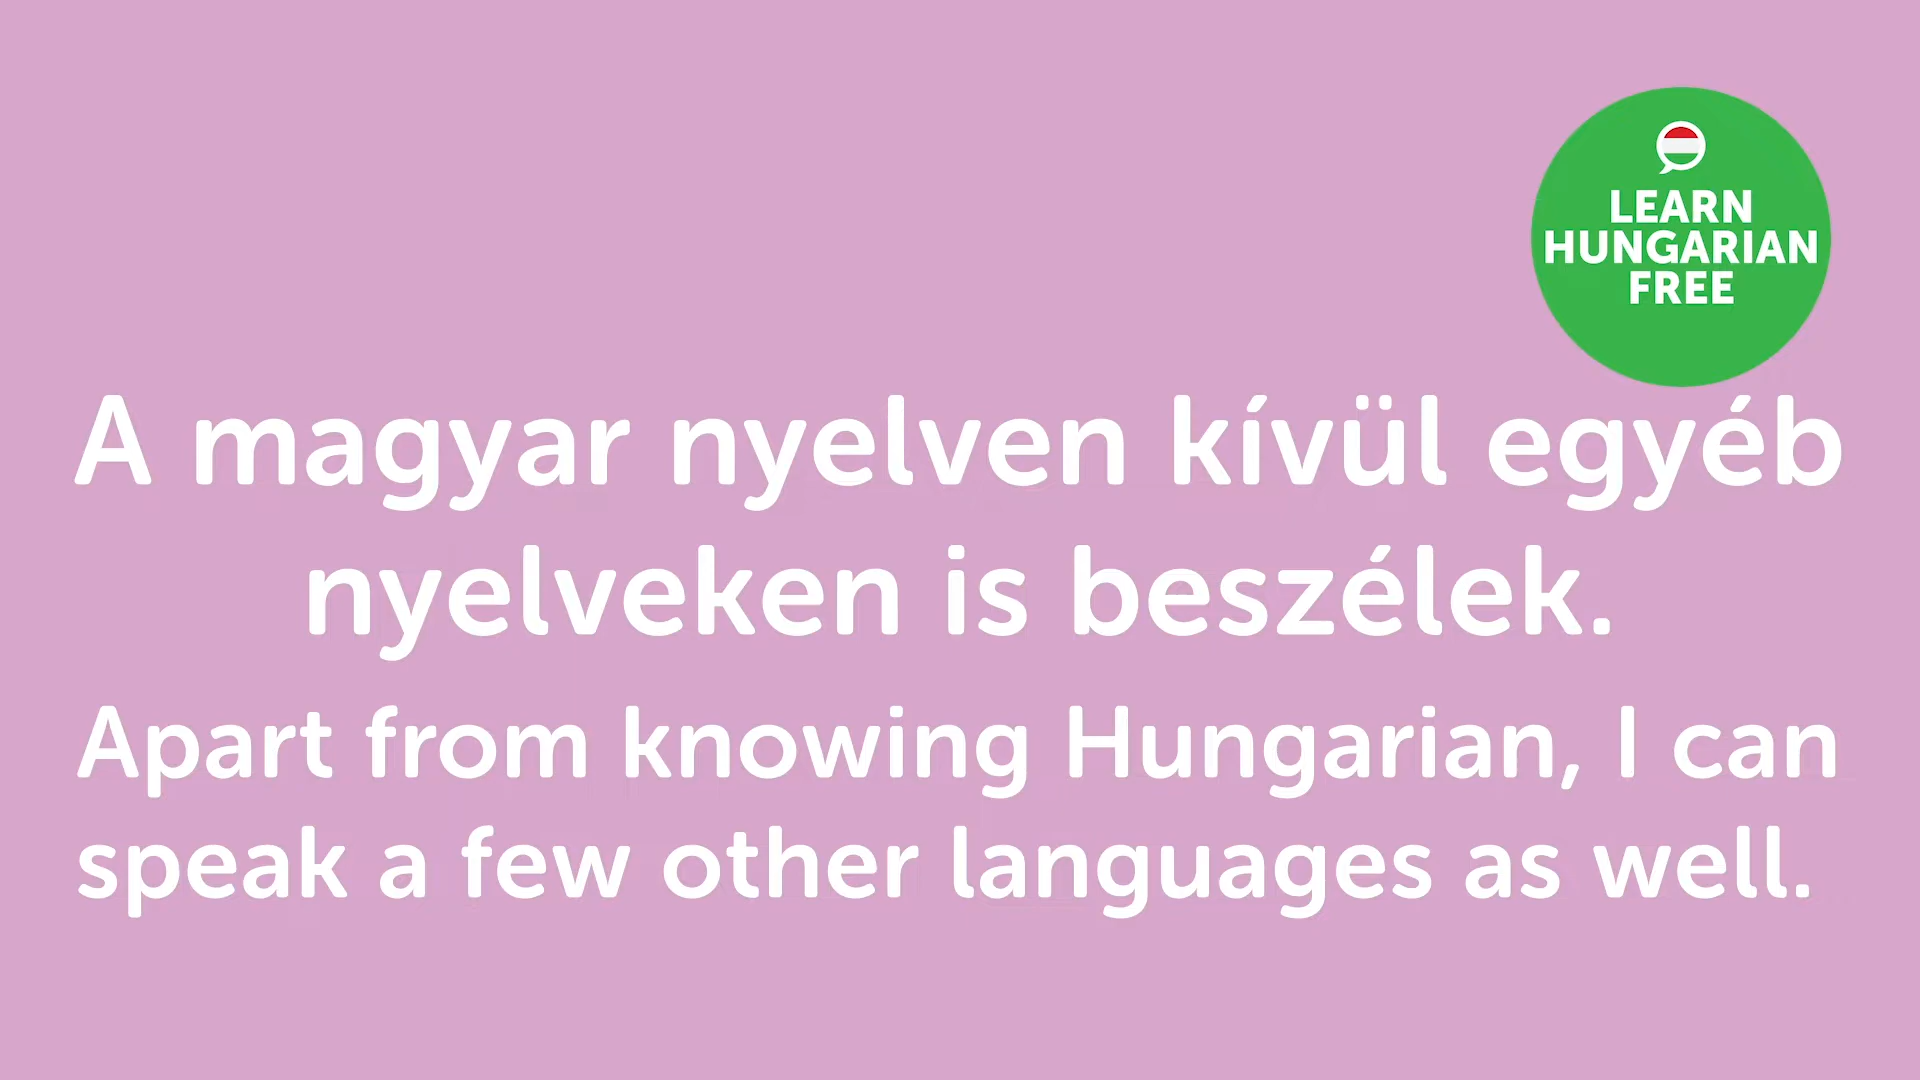 LEARN
HUNGARIAN
FREE
A magyar nyelven kívül egyéb
nyelveken is beszélek.
Apart from knowing Hungarian, I can
speak a few other languages as well.